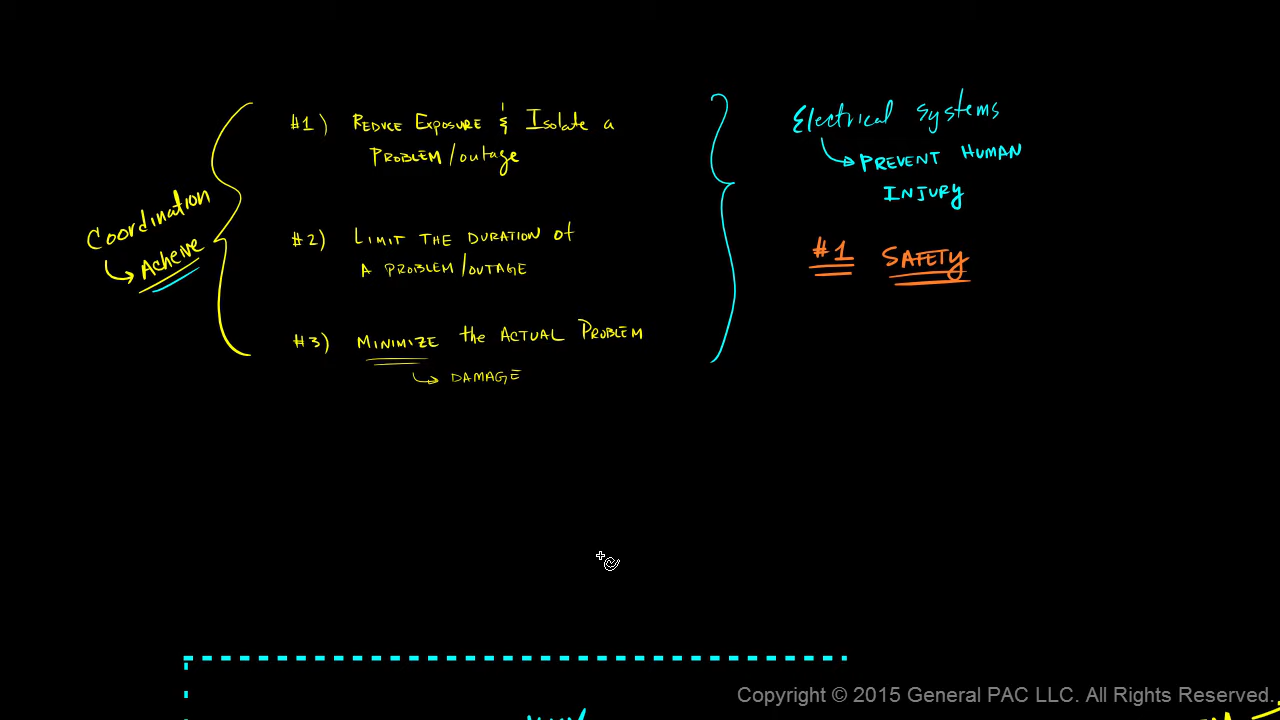 Coordination
Acheive
#1) REDUCE EXPOSURE & Isolate a
PROBLEM/outage
#2) LIMIT THE DURATION of
A PROBLEM/OUTAGE
#3) MINIMIZE the ACTUAL PROBLEM
DAMAGE
Electrical systems
PREVENT HUMAN
INJURY
#1 SAFETY
Copyright © 2015 General PAC LLC. All Rights Reserved.